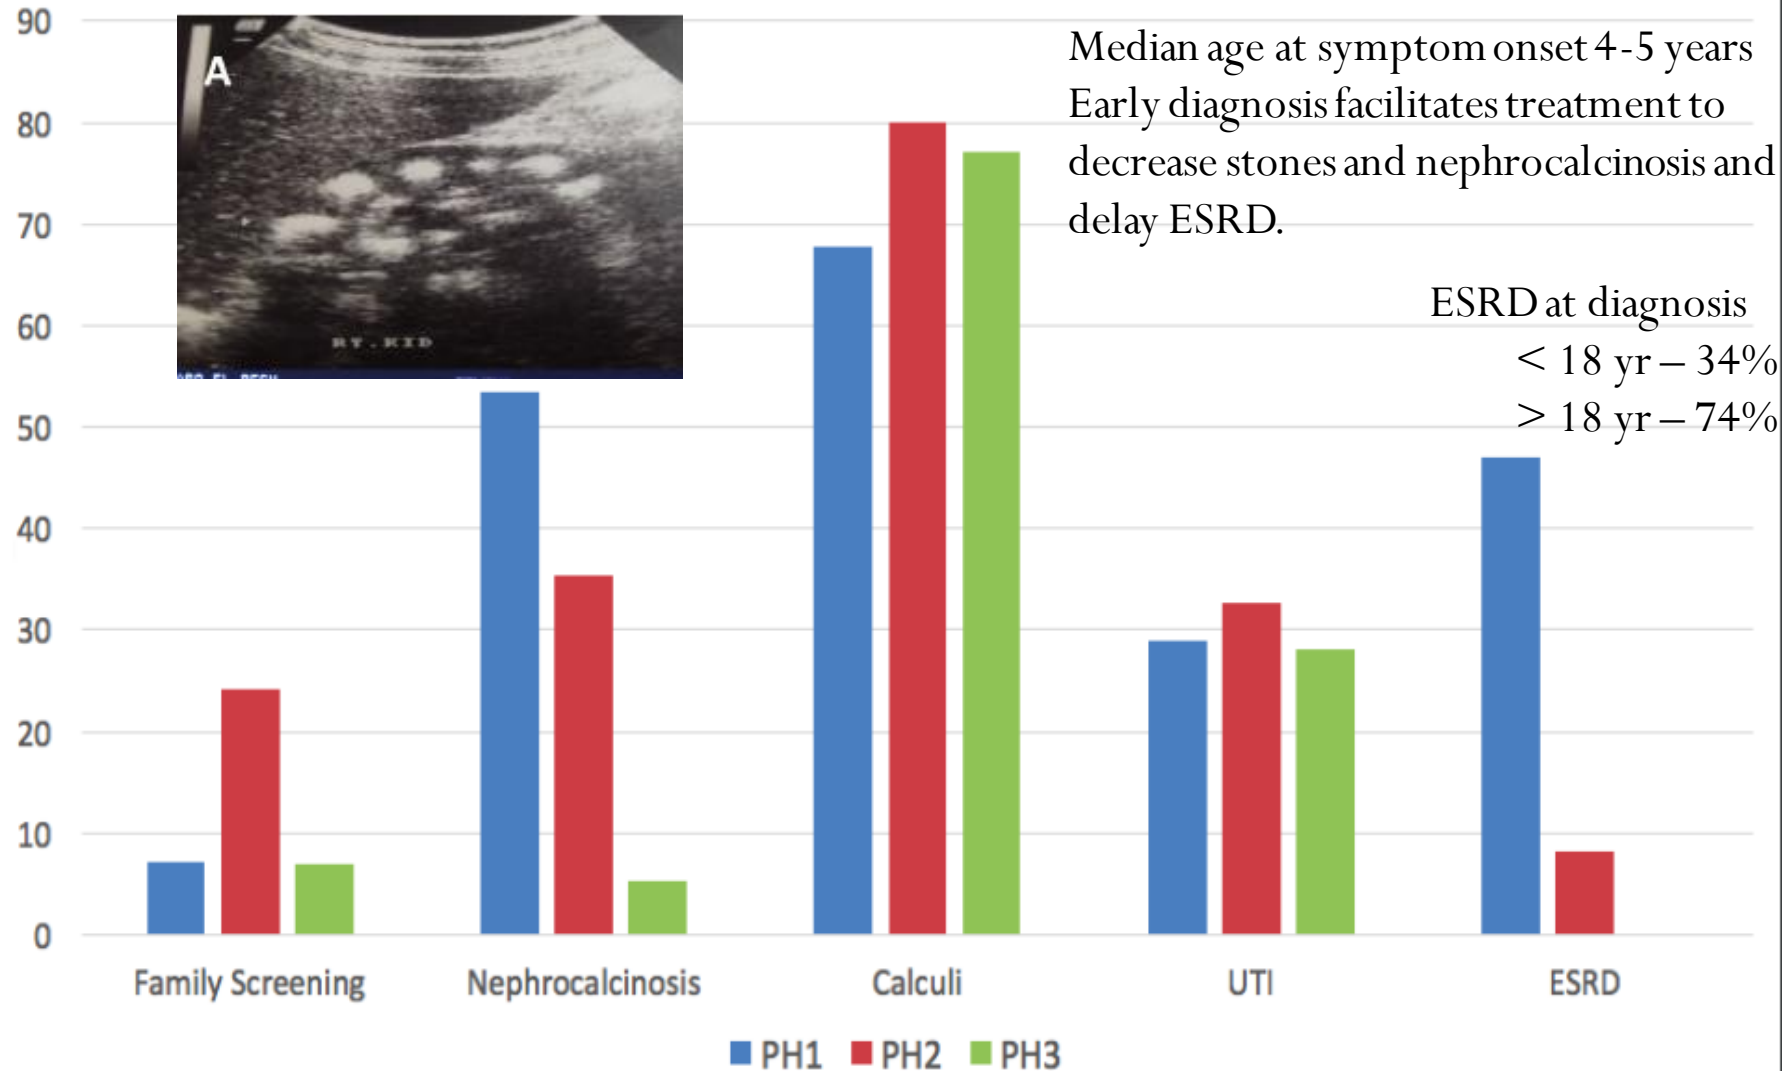 90
80
70
60
50
40
30
20
10
0
A
RT.KID
Median age at symptom onset 4-5 years
Early diagnosis facilitates treatment to
decrease stones and nephrocalcinosis and
delay ESRD.
ESRD at diagnosis
< 18 yr – 34%
> 18 yr – 74%
Family Screening
Nephrocalcinosis
Calculi
UTI
ESRD
PH1
PH2
PH3